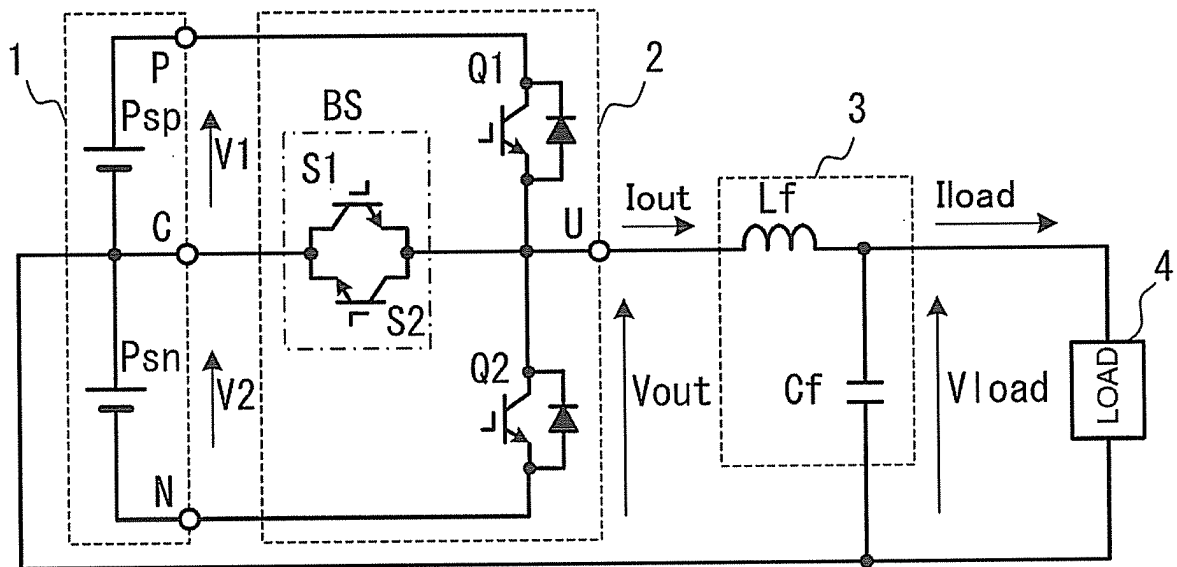 1
P
Psp
V1
C
Psn
V2
N
BS
S1
S2
Q1
Q2
2
U
Iout
Vout
3
Lf
Cf
Iload
Vload
4
LOAD